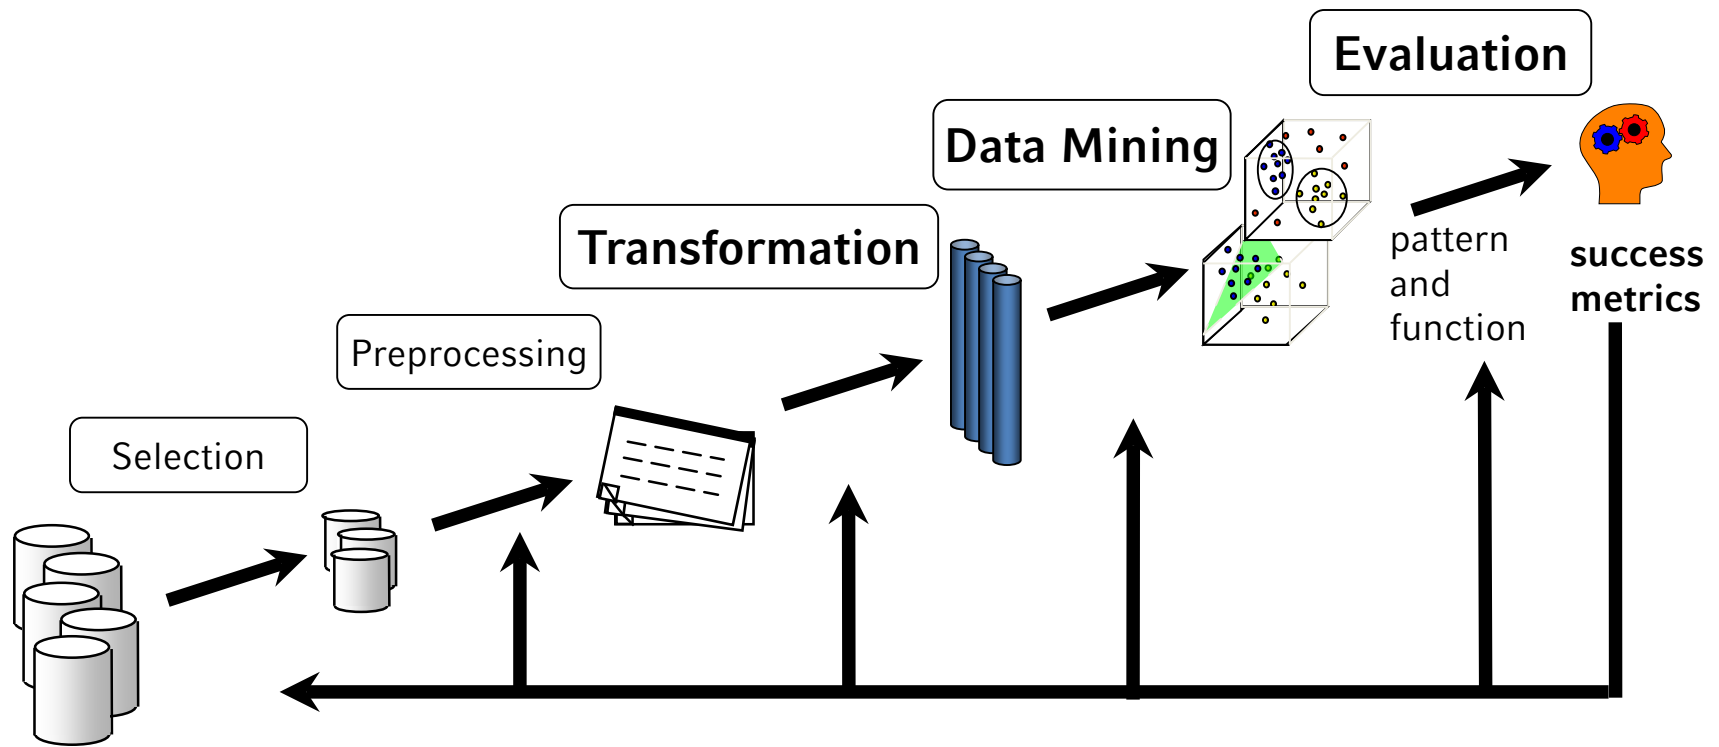 Selection
Preprocessing
Transformation
Data Mining
Evaluation
pattern
and
function
success
metrics